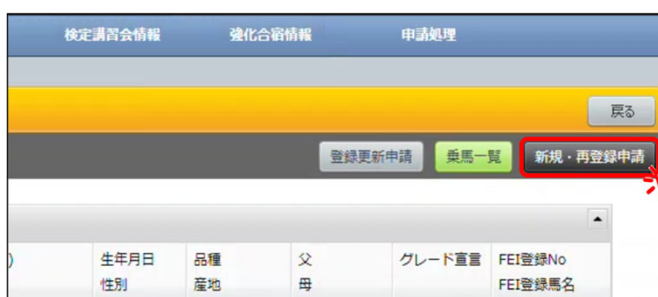 検定講習会情報 強化合宿情報 申請処理
戻る
登録更新申請 乗馬一覧 新規・再登録申請
) 生年月日 品種 父 グレード宣言 FEI登録No
性別 産地 母 FEI登録馬名